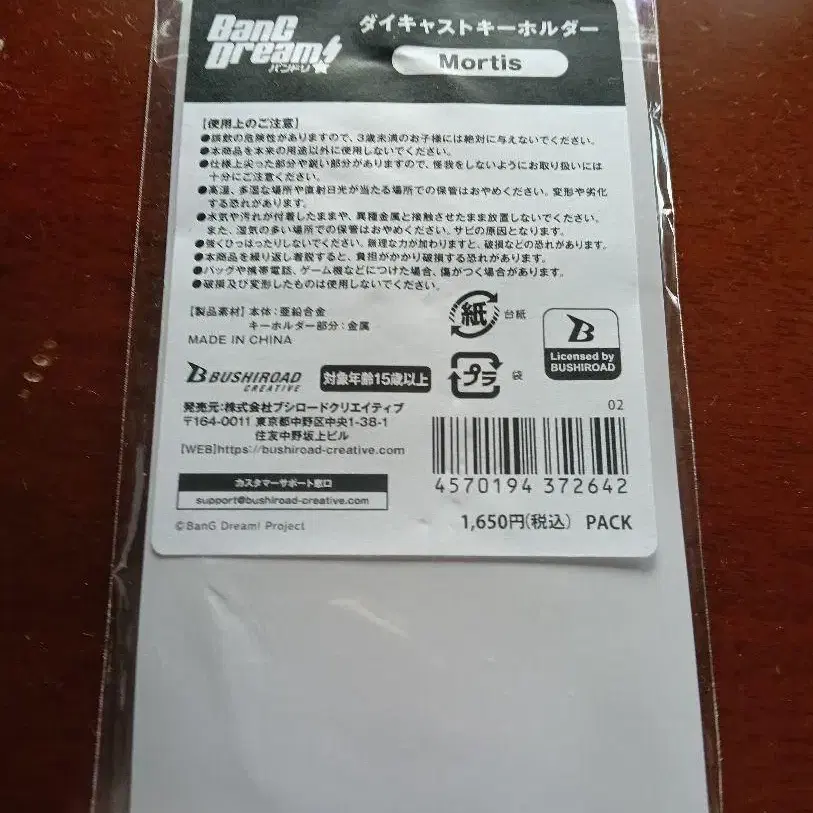 BanG Dream!
バンドリ
ダイキャストキーホルダー
Mortis
【使用上のご注意】
●誤飲の危険性がありますので、3歳未満のお子様には絶対に与えないでください。
●本商品を本来の用途以外に使用しないでください。
●仕様上尖った部分や鋭い部分がありますので、怪我をしないようにお取り扱いには
十分にご注意ください。
●高温、多湿な場所や直射日光が当たる場所での保管はおやめください。変形や劣化
する恐れがあります。
●水気や汚れが付着したままや、異種金属と接触させたまま放置しないでください。
また、湿気の多い場所での保管はおやめください。サビの原因となります。
●強くひっぱったりしないでください。無理な力が加わりますと、破損などの恐れがあります。
●本商品を繰り返し着脱すると、負担がかかり破損する恐れがあります。
●バッグや携帯電話、ゲーム機などにつけた場合、傷がつく場合があります。
●破損及び変形したものは使用しないでください。
【製品素材】本体：亜鉛合金
キーホルダー部分：金属
MADE IN CHINA
紙 台紙
プラ 袋
B
Licensed by
BUSHIROAD
BUSHIROAD
CREATIVE
対象年齢15歳以上
発売元：株式会社ブシロードクリエイティブ
〒164-0011 東京都中野区中央1-38-1
住友中野坂上ビル
【WEB】https://bushiroad-creative.com
カスタマーサポート窓口
support@bushiroad-creative.com
©BanG Dream! Project
02
4570194 372642
1,650円(税込) PACK